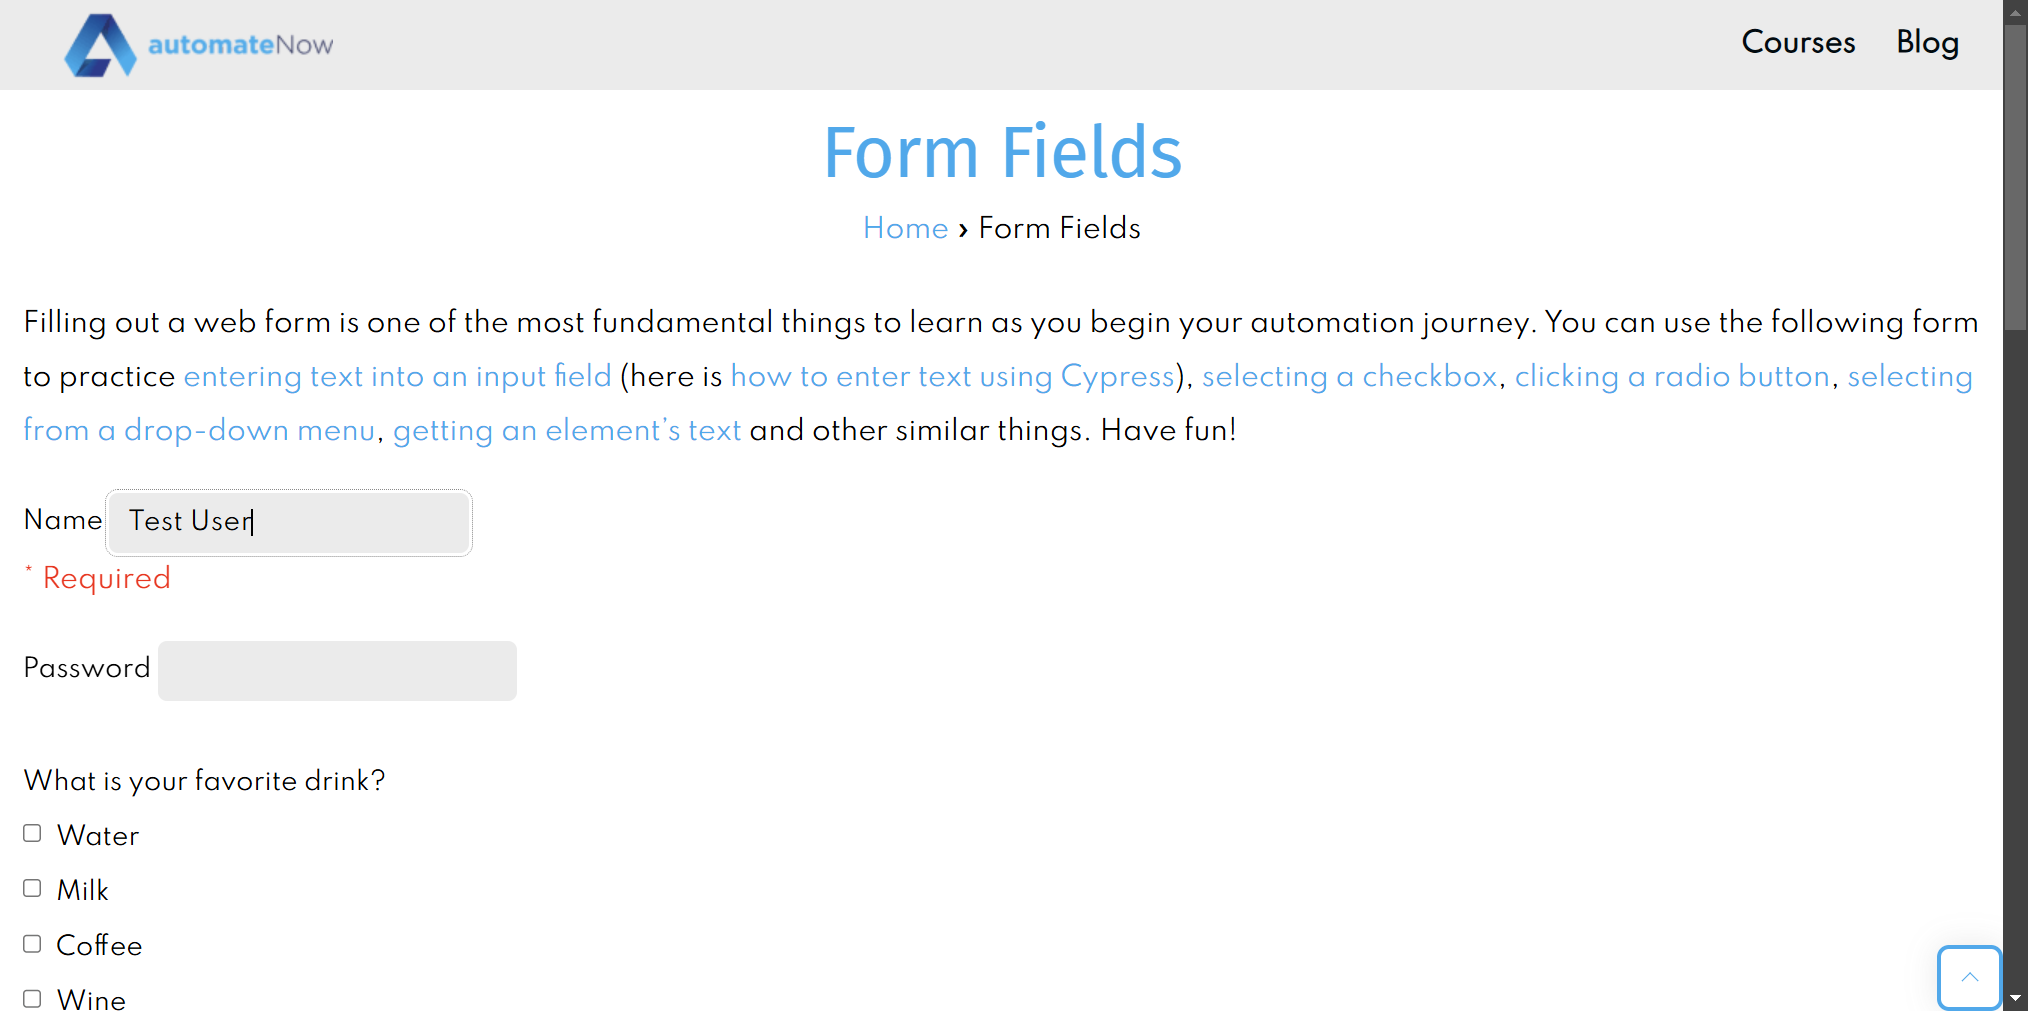 automateNow
Courses Blog
Form Fields
Home › Form Fields
Filling out a web form is one of the most fundamental things to learn as you begin your automation journey. You can use the following form
to practice entering text into an input field (here is how to enter text using Cypress), selecting a checkbox, clicking a radio button, selecting
from a drop-down menu, getting an element’s text and other similar things. Have fun!
Name Test User
* Required
Password
What is your favorite drink?
Water
Milk
Coffee
Wine